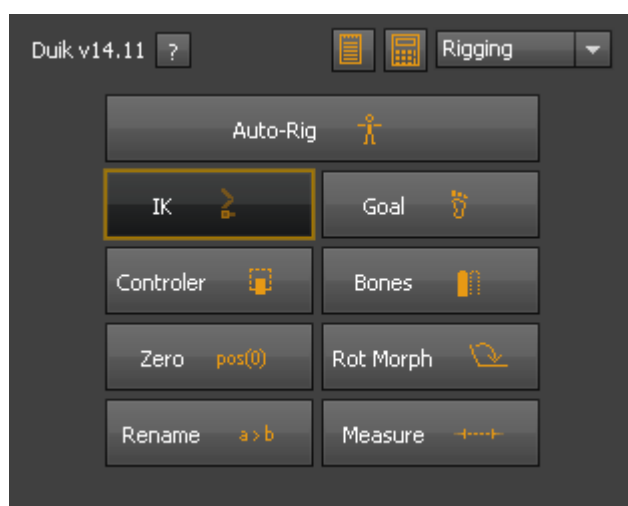 Duik v14.11 ? Rigging
Auto-Rig
IK Goal
Controler Bones
Zero pos(0) Rot Morph
Rename a>b Measure